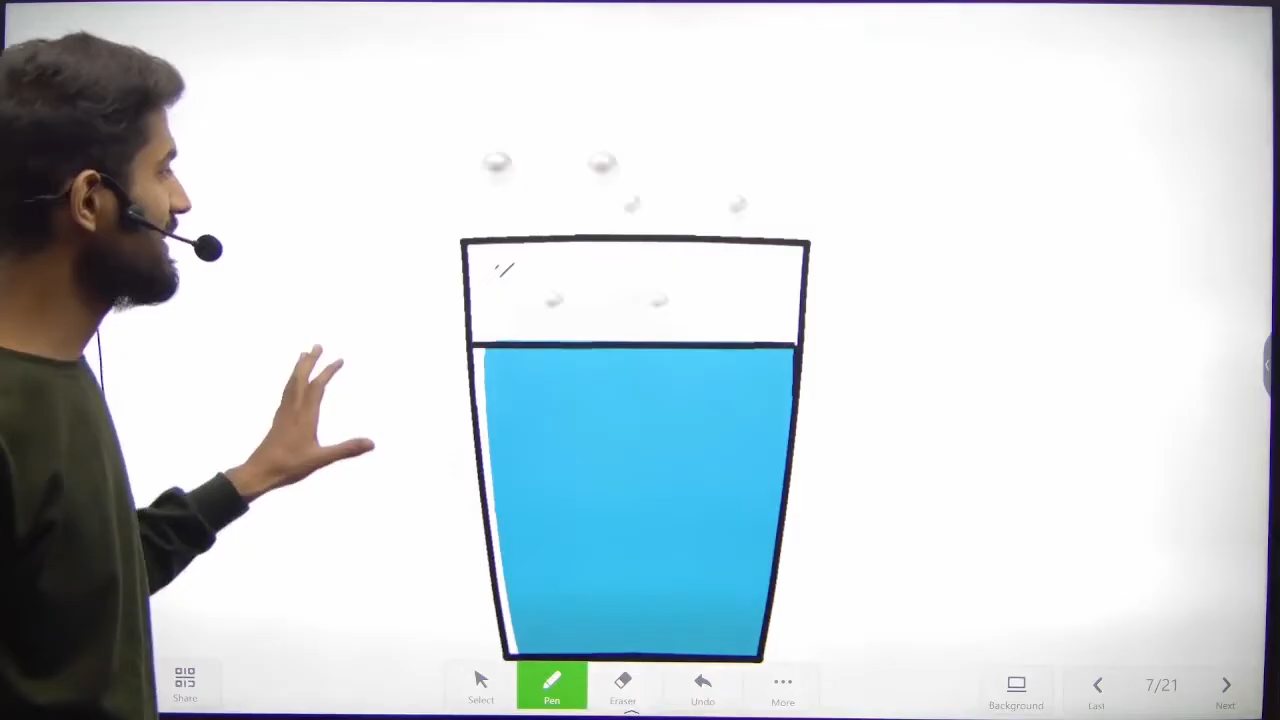 Share
Select
Pen
Eraser
Undo
More
Background
Last
7/21
Next